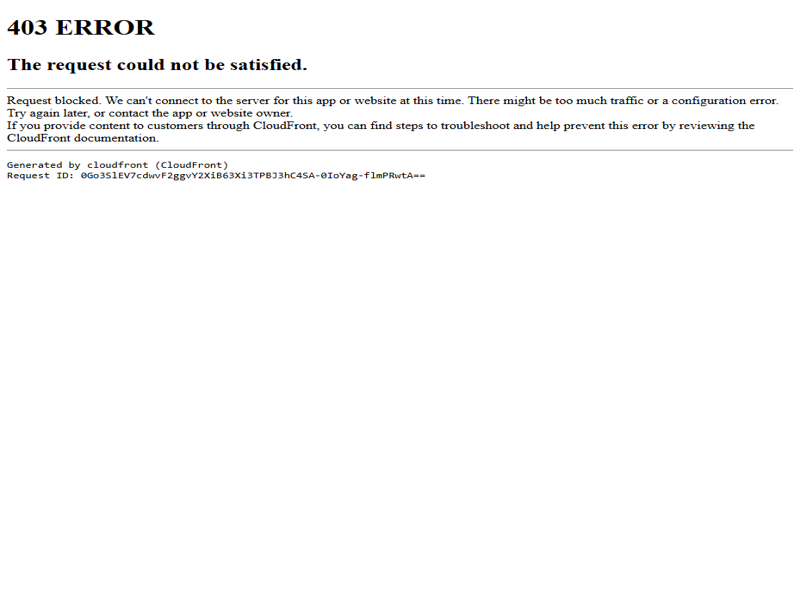 403 ERROR
The request could not be satisfied.
Request blocked. We can't connect to the server for this app or website at this time. There might be too much traffic or a configuration error.
Try again later, or contact the app or website owner.
If you provide content to customers through CloudFront, you can find steps to troubleshoot and help prevent this error by reviewing the
CloudFront documentation.
Generated by cloudfront (CloudFront)
Request ID: 0Go3SlEV7cdwvF2ggvY2XiB63Xi3TPBJ3hC4SA-0IoYag-flmPRwtA==